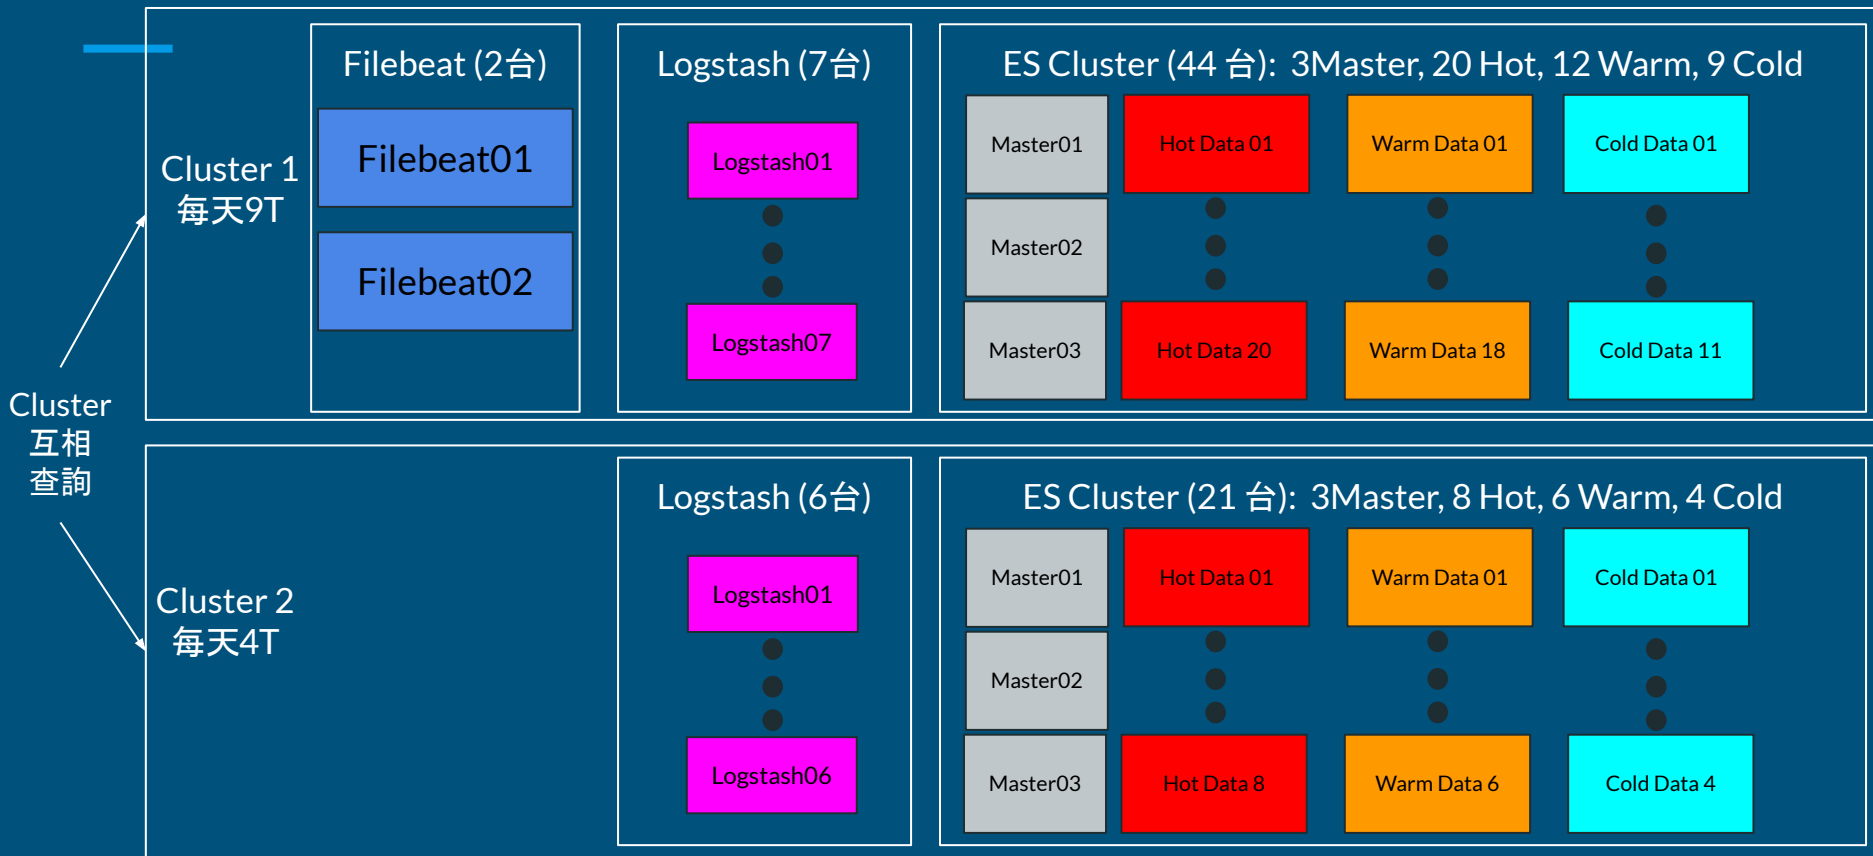 Filebeat (2台)
Logstash (7台)
ES Cluster (44 台):  3Master, 20 Hot, 12 Warm, 9 Cold
Cluster 1
每天9T
Filebeat01
Filebeat02
Logstash01
Logstash07
Master01
Hot Data 01
Warm Data 01
Cold Data 01
Master02
Master03
Hot Data 20
Warm Data 18
Cold Data 11
Cluster
互相
查詢
Logstash (6台)
ES Cluster (21 台):  3Master, 8 Hot, 6 Warm, 4 Cold
Cluster 2
每天4T
Logstash01
Logstash06
Master01
Hot Data 01
Warm Data 01
Cold Data 01
Master02
Master03
Hot Data 8
Warm Data 6
Cold Data 4